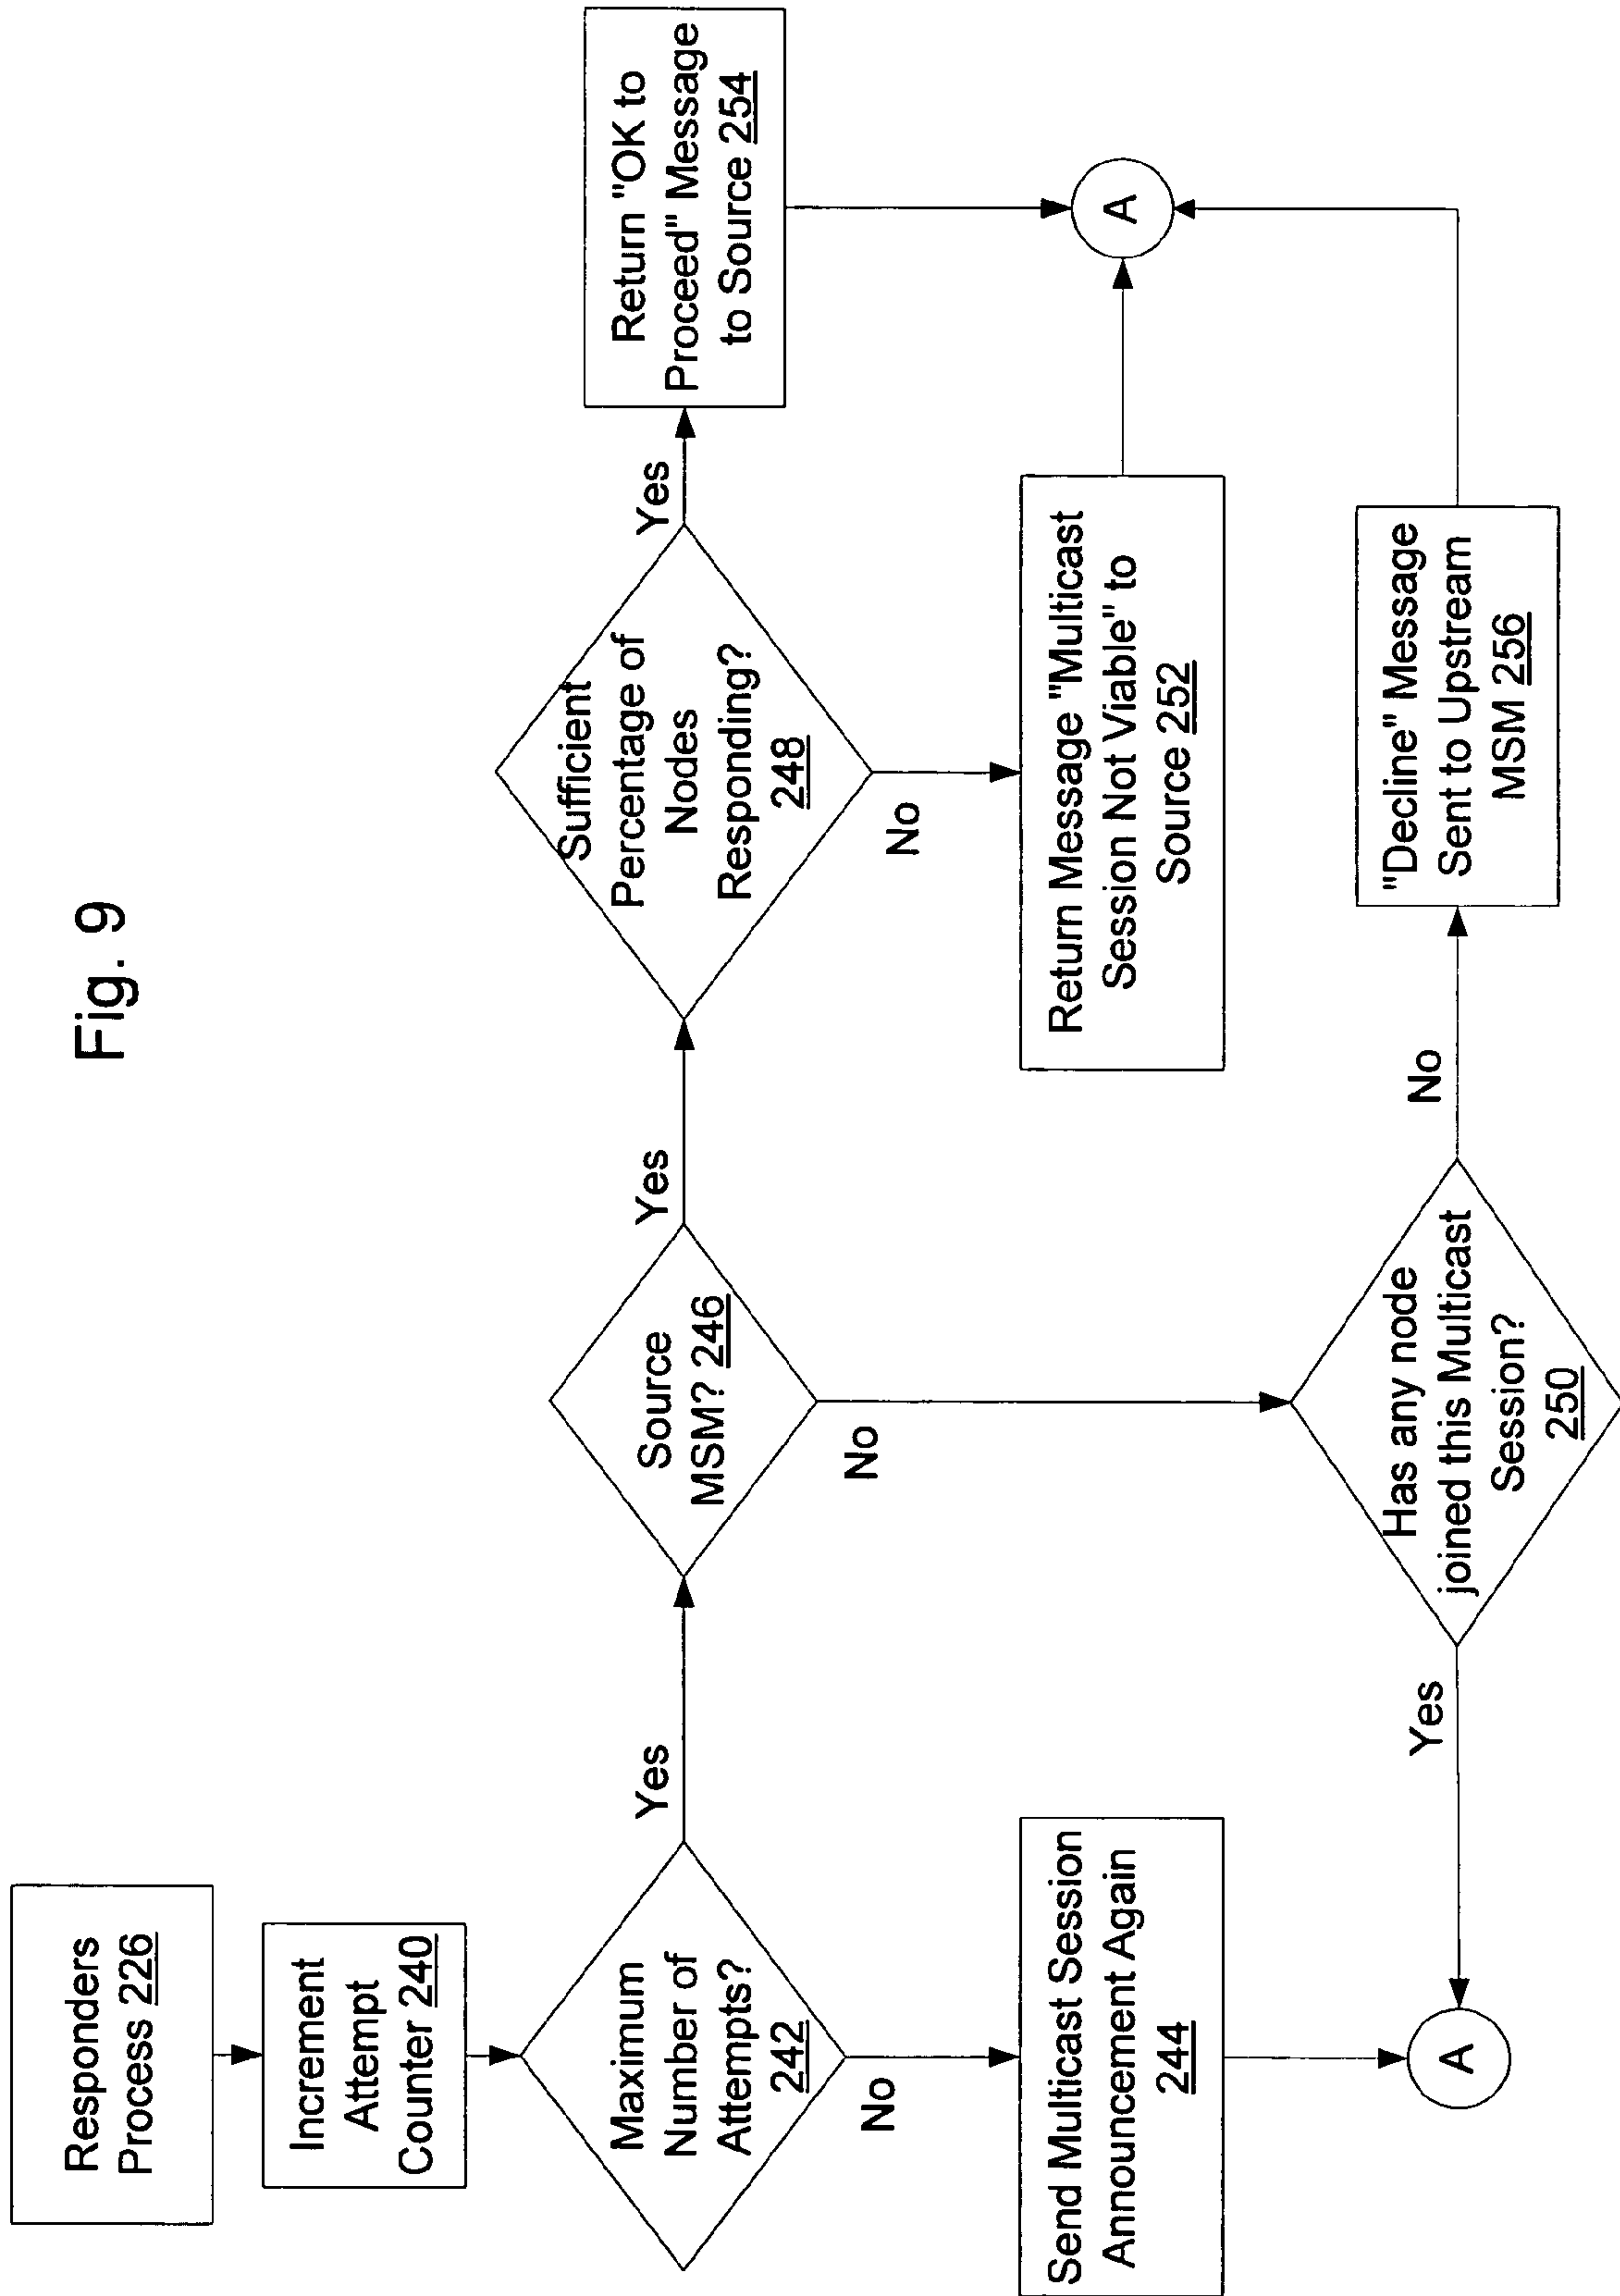 Fig. 9
Responders
Process 226
Increment
Attempt
Counter 240
Maximum
Number of
Attempts?
242
Yes
No
Source
MSM? 246
Yes
No
Sufficient
Percentage of
Nodes
Responding?
248
Yes
No
Return "OK to
Proceed" Message
to Source 254
Send Multicast Session
Announcement Again
244
Return Message "Multicast
Session Not Viable" to
Source 252
A
Has any node
joined this Multicast
Session?
250
Yes
No
"Decline" Message
Sent to Upstream
MSM 256
A